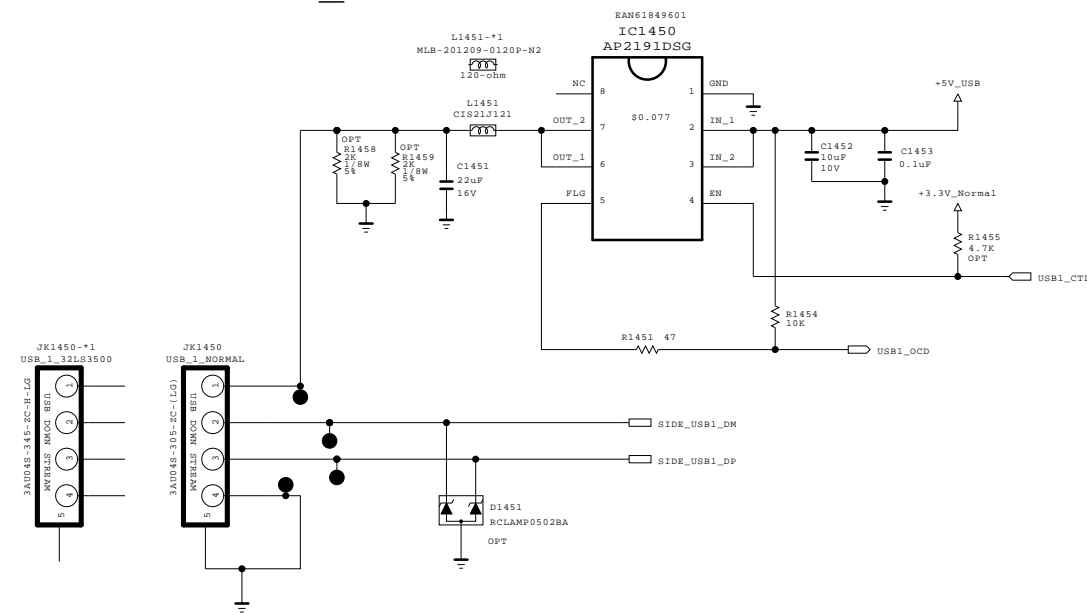 EAN61849601
IC1450
AP2191DSG
L1451-*1
MLB-201209-0120P-N2
120-ohm
NC
8
1
GND
+5V_USB
L1451
CIS21J121
$0.077
OUT_2
7
2
IN_1
OPT
R1458
2K
1/8W
5%
OPT
R1459
2K
1/8W
5%
C1451
22uF
16V
OUT_1
6
3
IN_2
C1452
10uF
10V
C1453
0.1uF
FLG
5
4
EN
+3.3V_Normal
R1455
4.7K
OPT
R1454
10K
R1451 47
USB1_OCD
JK1450-*1
USB_1_32LS3500
3AU04S-345-ZC-H-LG
USB DOWN STREAM
1
2
3
4
5
JK1450
USB_1_NORMAL
3AU04S-305-ZC-(LG)
USB DOWN STREAM
1
2
3
4
5
SIDE_USB1_DM
SIDE_USB1_DP
D1451
RCLAMP0502BA
OPT